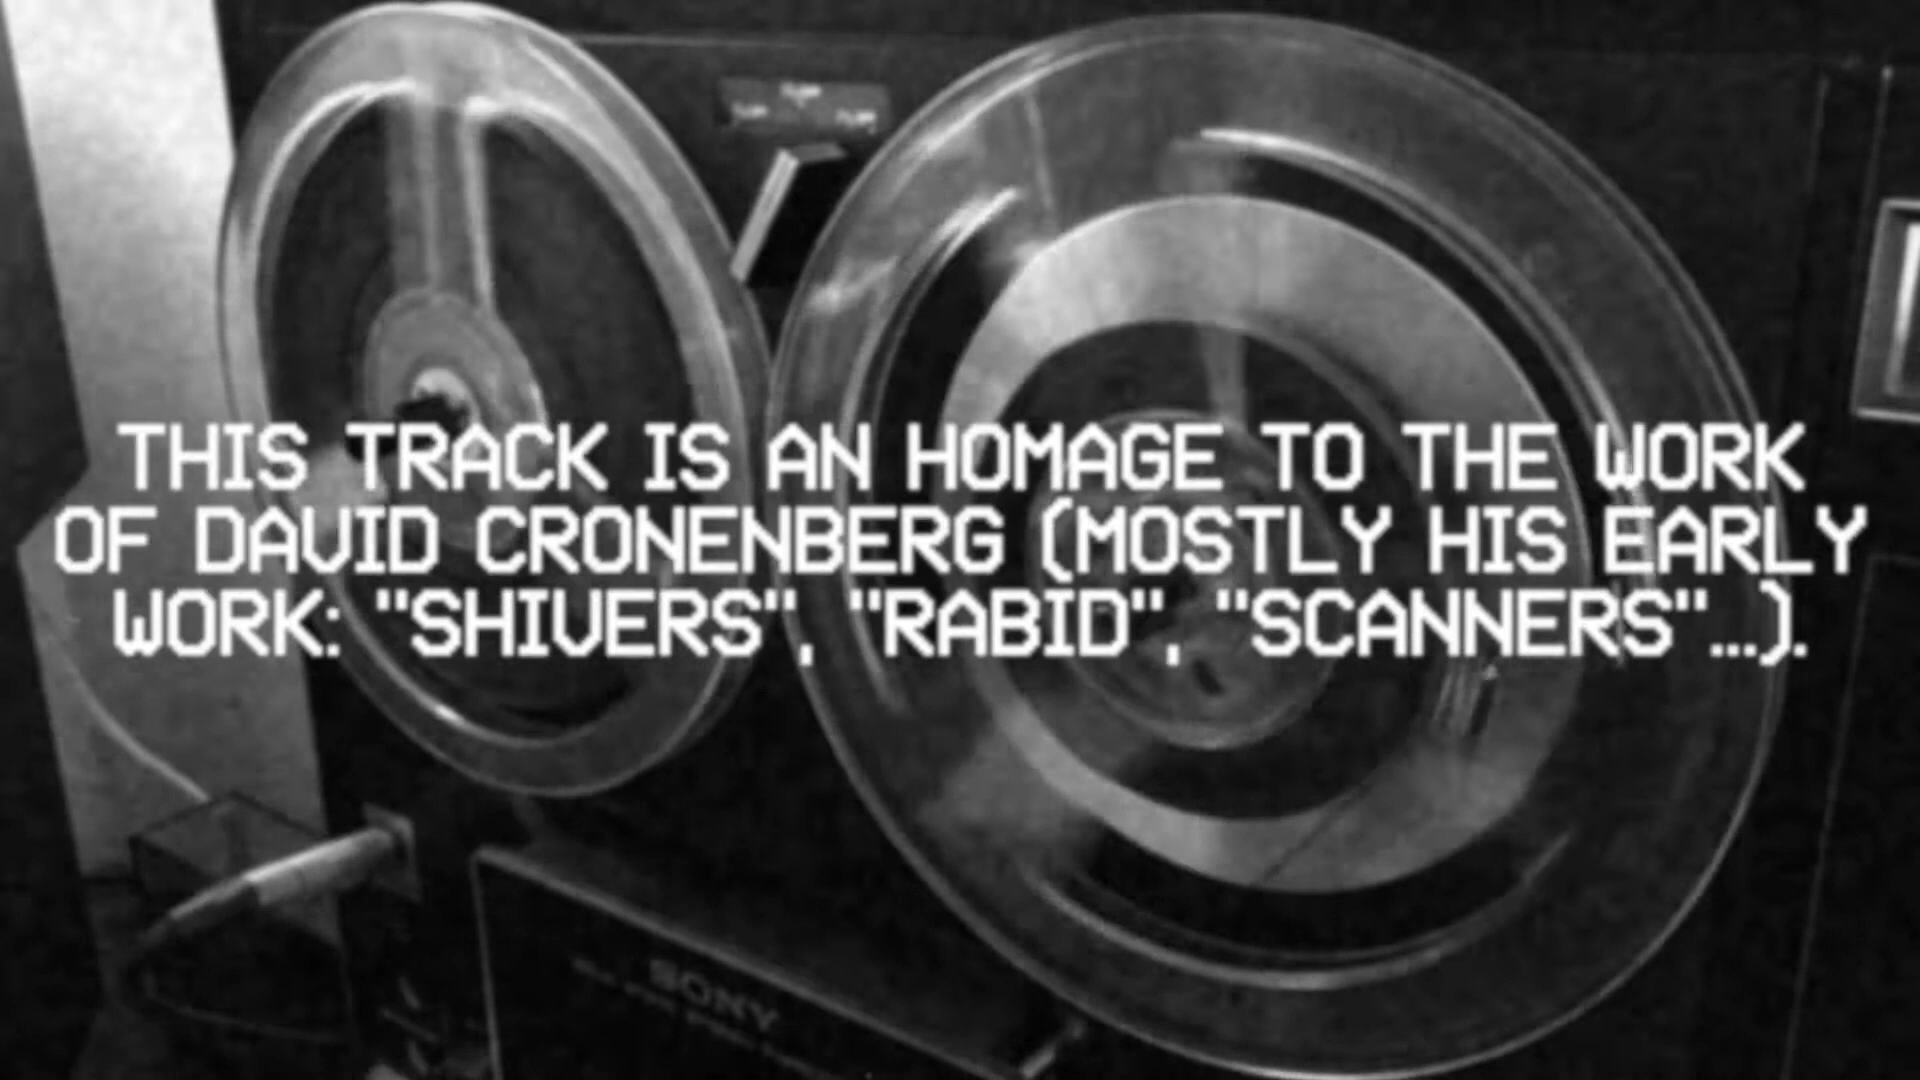 THIS TRACK IS AN HOMAGE TO THE WORK
OF DAVID CRONENBERG (MOSTLY HIS EARLY
WORK: "SHIVERS", "RABID", "SCANNERS"...).
SONY